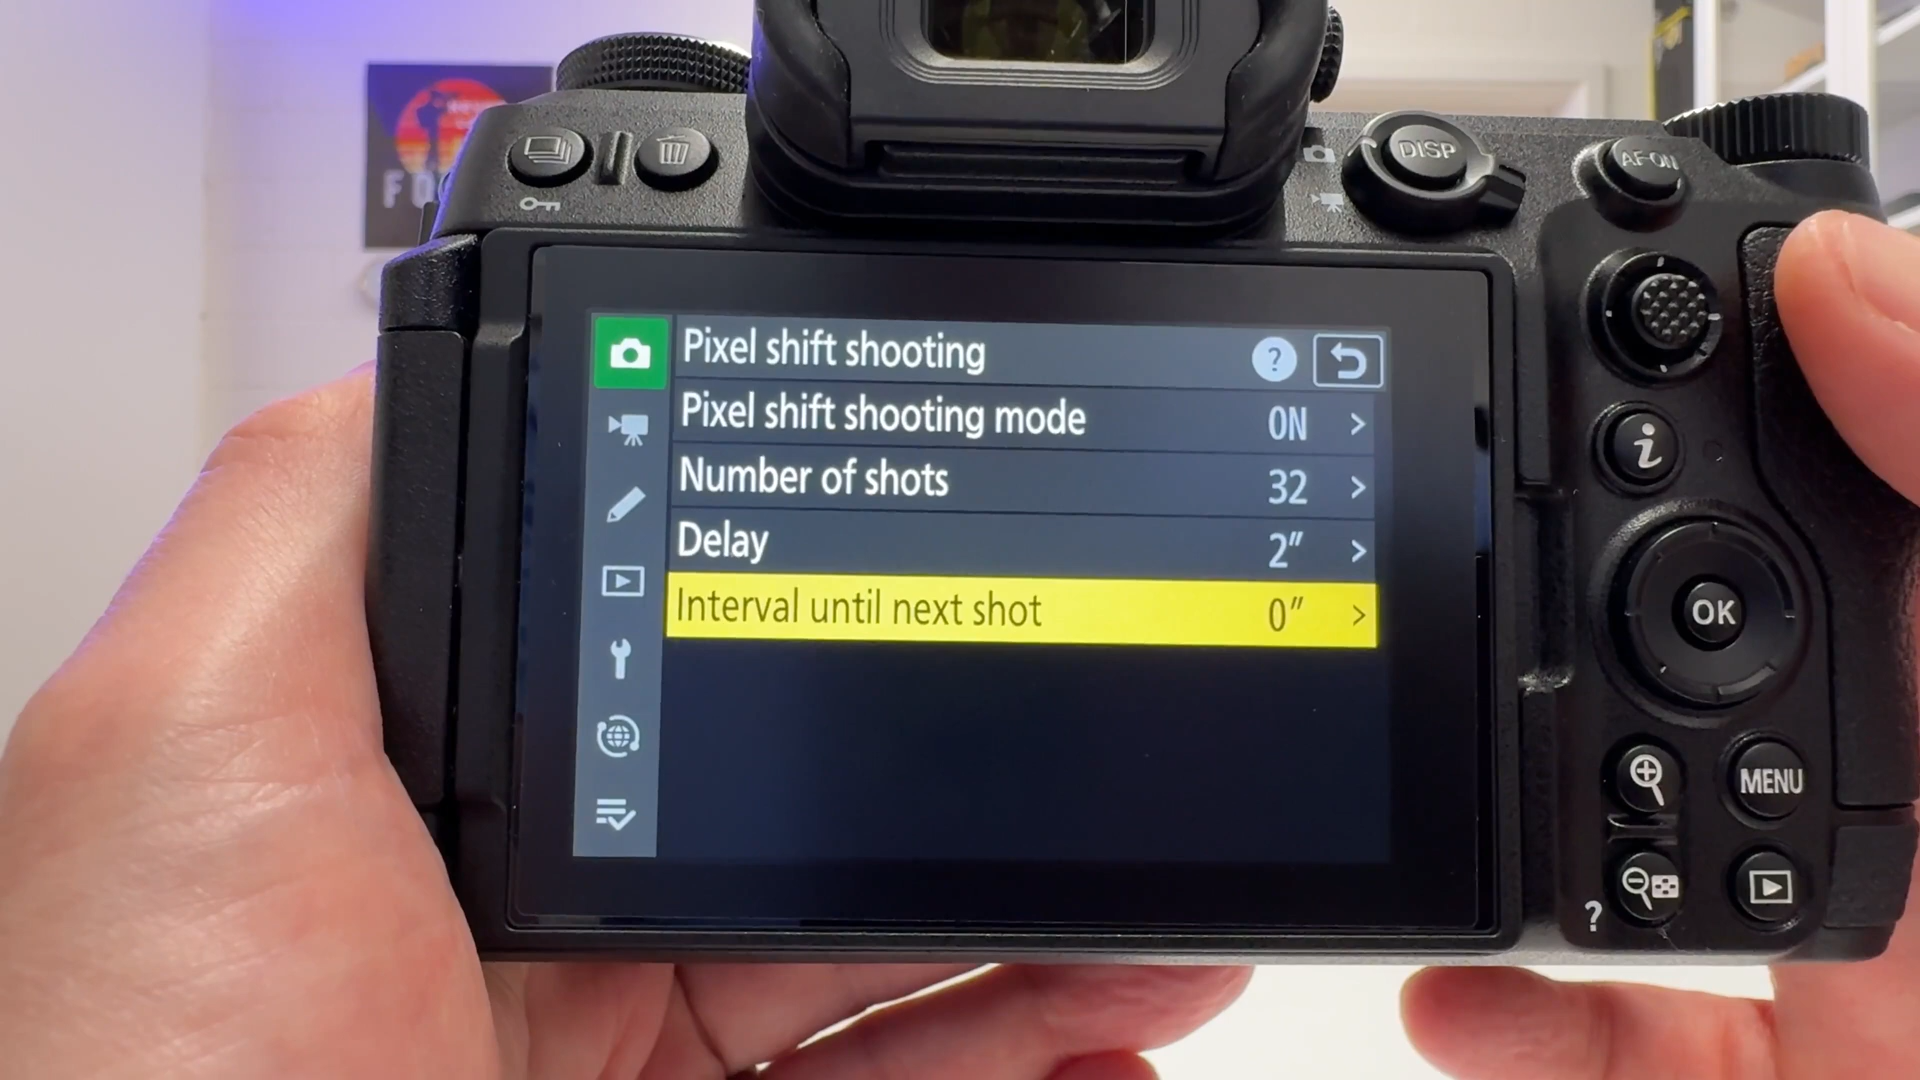 DISP
AF-ON
Pixel shift shooting ?
Pixel shift shooting mode ON >
Number of shots 32 >
Delay 2" >
Interval until next shot 0" >
i
OK
MENU
?